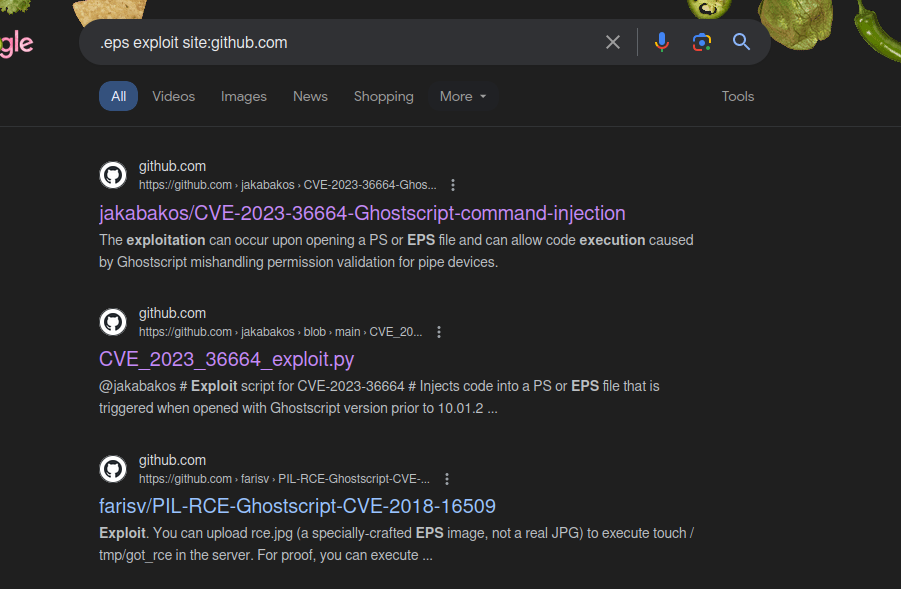 gle
.eps exploit site:github.com
All Videos Images News Shopping More Tools
github.com
https://github.com › jakabakos › CVE-2023-36664-Ghos...
jakabakos/CVE-2023-36664-Ghostscript-command-injection
The exploitation can occur upon opening a PS or EPS file and can allow code execution caused
by Ghostscript mishandling permission validation for pipe devices.
github.com
https://github.com › jakabakos › blob › main › CVE_20...
CVE_2023_36664_exploit.py
@jakabakos # Exploit script for CVE-2023-36664 # Injects code into a PS or EPS file that is
triggered when opened with Ghostscript version prior to 10.01.2 ...
github.com
https://github.com › farisv › PIL-RCE-Ghostscript-CVE-...
farisv/PIL-RCE-Ghostscript-CVE-2018-16509
Exploit. You can upload rce.jpg (a specially-crafted EPS image, not a real JPG) to execute touch /
tmp/got_rce in the server. For proof, you can execute ...